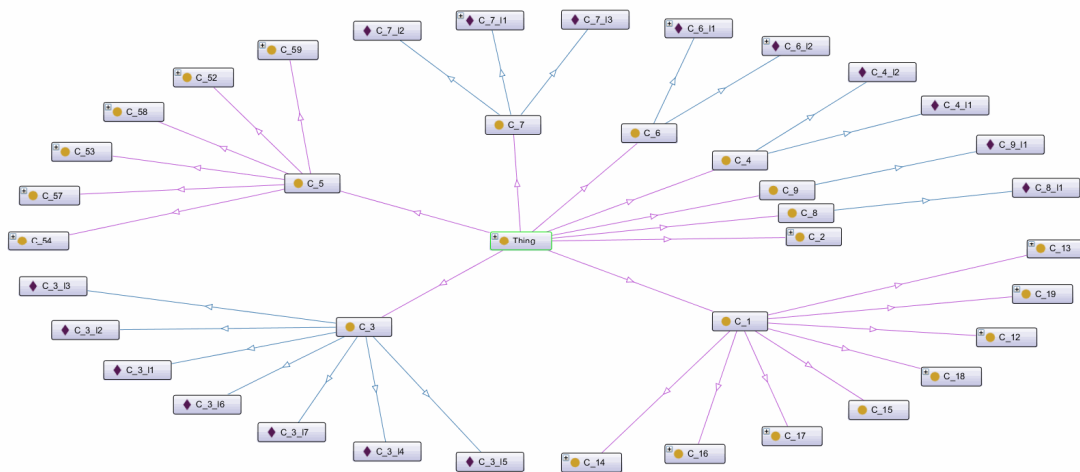 C_7_I2
C_7_I1
C_7_I3
C_6_I1
C_6_I2
C_59
C_52
C_58
C_53
C_57
C_54
C_5
C_7
C_6
C_4_I2
C_4_I1
C_4
C_9_I1
C_9
C_8_I1
C_8
C_2
Thing
C_13
C_19
C_12
C_18
C_15
C_17
C_16
C_14
C_1
C_3
C_3_I3
C_3_I2
C_3_I1
C_3_I6
C_3_I7
C_3_I4
C_3_I5